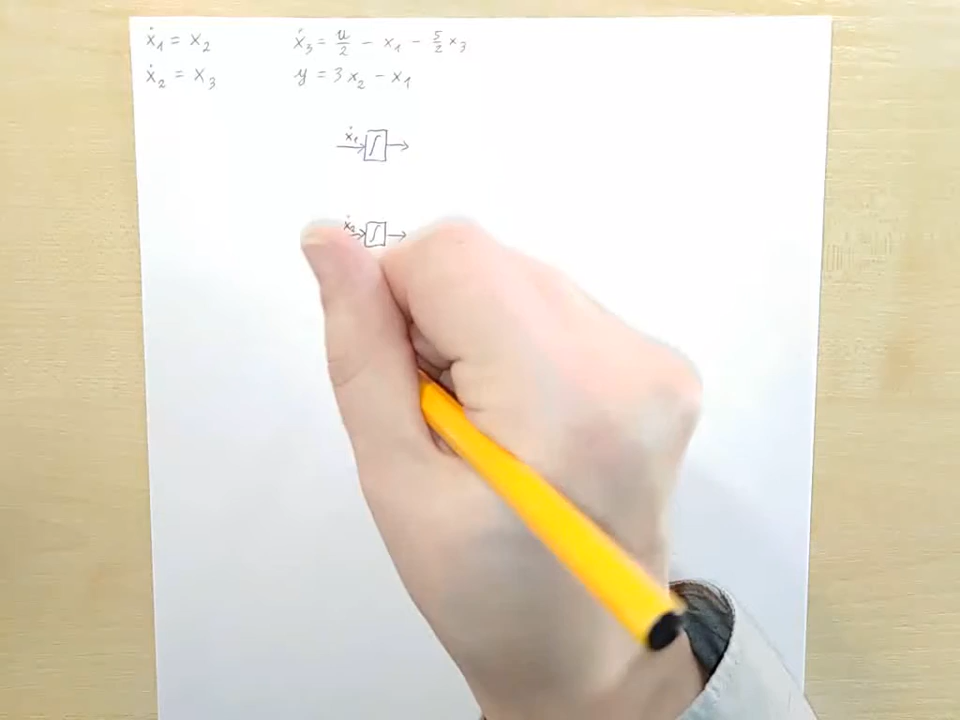 ẋ₁ = x₂
ẋ₂ = x₃
ẋ₃ = u/2 − x₁ − 5/2 x₃
y = 3x₂ − x₁
ẋ₁ ∫
ẋ₂ ∫